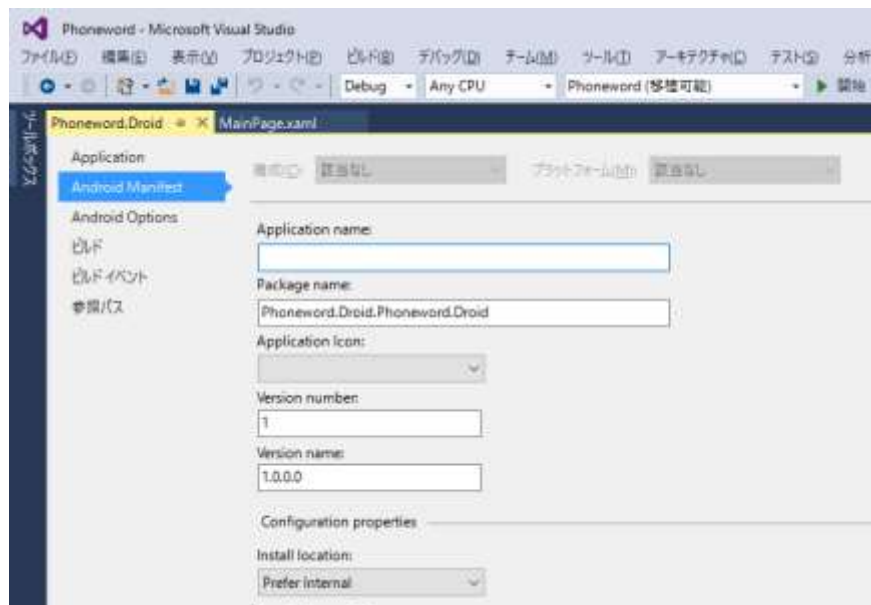 Phoneword - Microsoft Visual Studio
ファイル(F) 編集(E) 表示(V) プロジェクト(P) ビルド(B) デバッグ(D) チーム(M) ツール(T) アーキテクチャ(C) テスト(S) 分析
Debug Any CPU Phoneword (移植可能) 開始
ツールボックス
Phoneword.Droid MainPage.xaml
Application
Android Manifest
Android Options
ビルド
ビルド イベント
参照パス
構成(C): 該当なし プラットフォーム(M): 該当なし
Application name:
Package name:
Phoneword.Droid.Phoneword.Droid
Application Icon:
Version number:
1
Version name:
1.0.0.0
Configuration properties
Install location:
Prefer internal